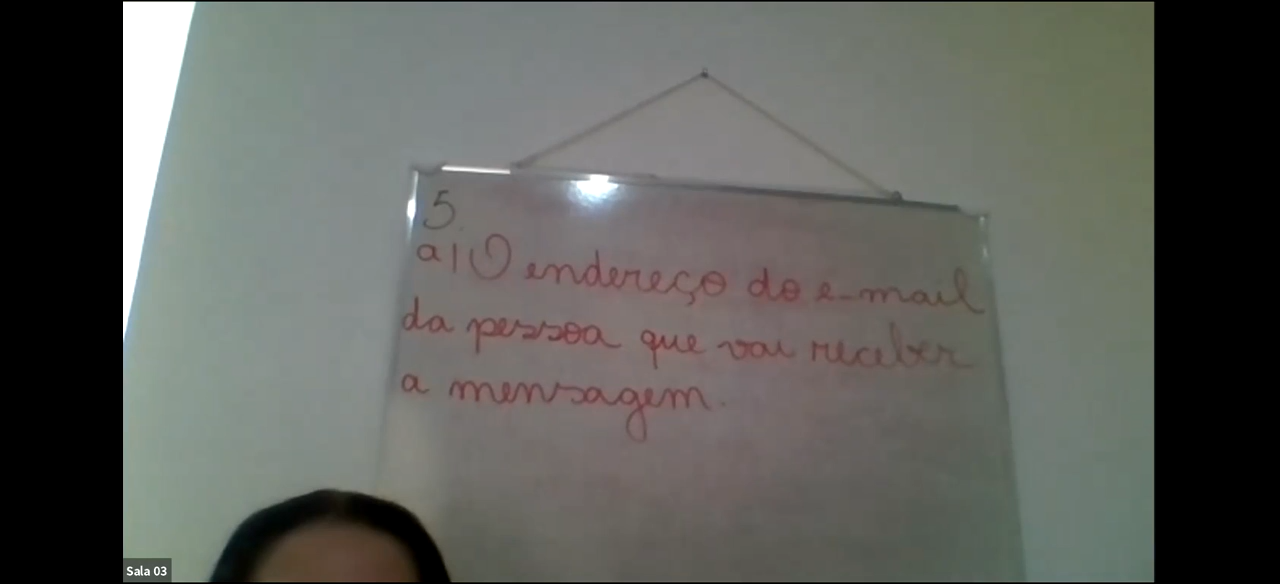 5.
a) O endereço do e-mail
da pessoa que vai receber
a mensagem.
Sala 03